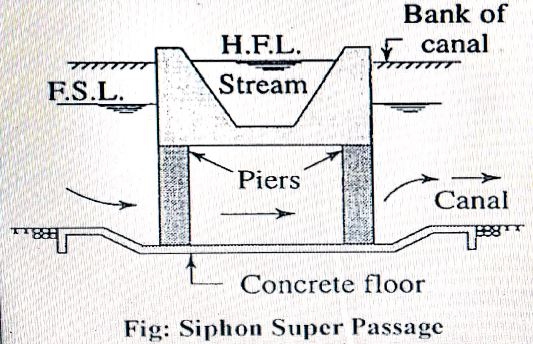 Bank of
canal
H.F.L.
F.S.L.
Stream
Piers
Canal
Concrete floor
Fig: Siphon Super Passage